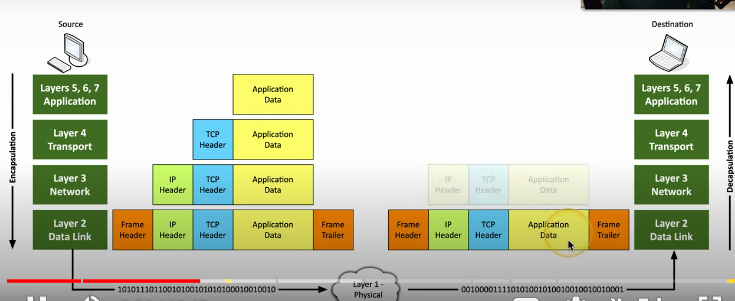 Source
Destination
Encapsulation
Decapsulation
Layers 5, 6, 7
Application
Application
Data
Layers 5, 6, 7
Application
Layer 4
Transport
TCP
Header
Application
Data
Layer 4
Transport
Layer 3
Network
IP
Header
TCP
Header
Application
Data
IP
Header
TCP
Header
Application
Data
Layer 3
Network
Layer 2
Data Link
Frame
Header
IP
Header
TCP
Header
Application
Data
Frame
Trailer
Frame
Header
IP
Header
TCP
Header
Application
Data
Frame
Trailer
Layer 2
Data Link
Layer 1 -
Physical